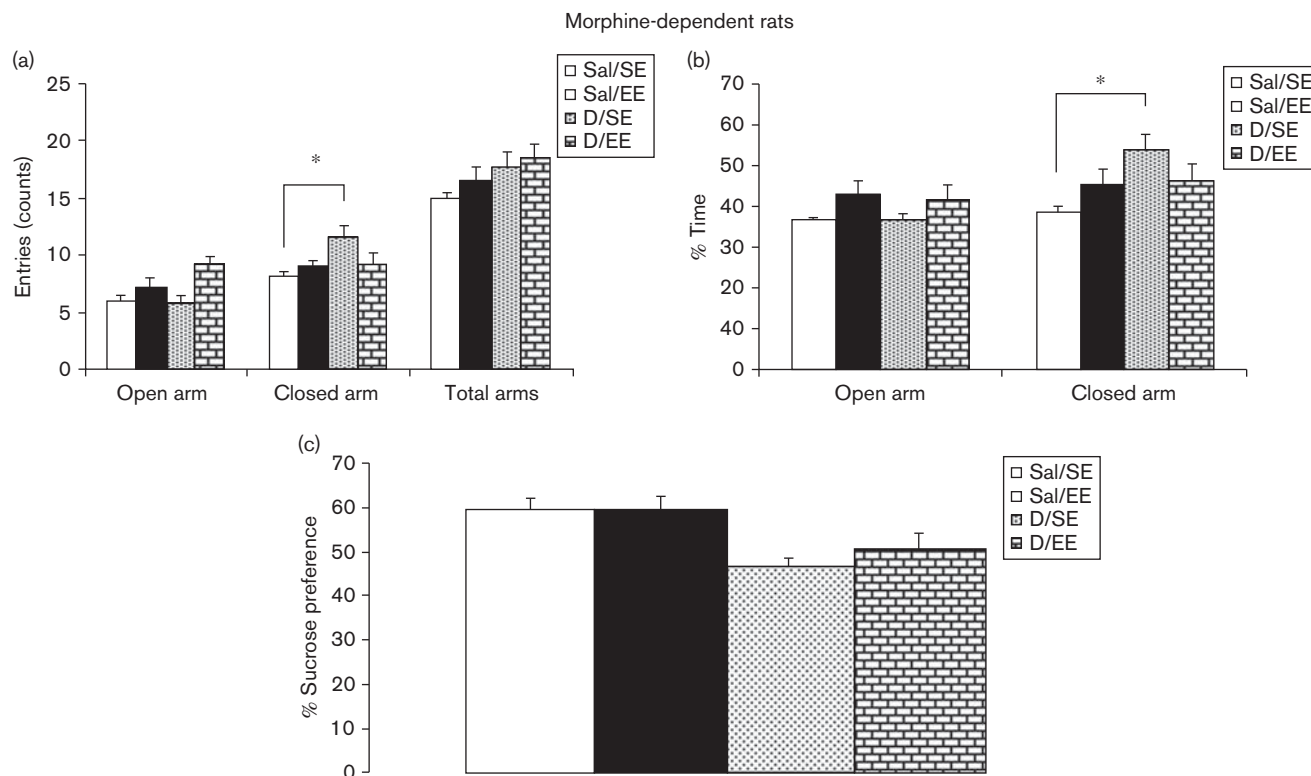 Morphine-dependent rats
(a)
Entries (counts)
25
20
15
10
5
0
*
Open arm
Closed arm
Total arms
Sal/SE
Sal/EE
D/SE
D/EE
(b)
% Time
70
60
50
40
30
20
40
0
*
Open arm
Closed arm
Sal/SE
Sal/EE
D/SE
D/EE
(c)
% Sucrose preference
70
60
50
40
30
20
10
0
Sal/SE
Sal/EE
D/SE
D/EE